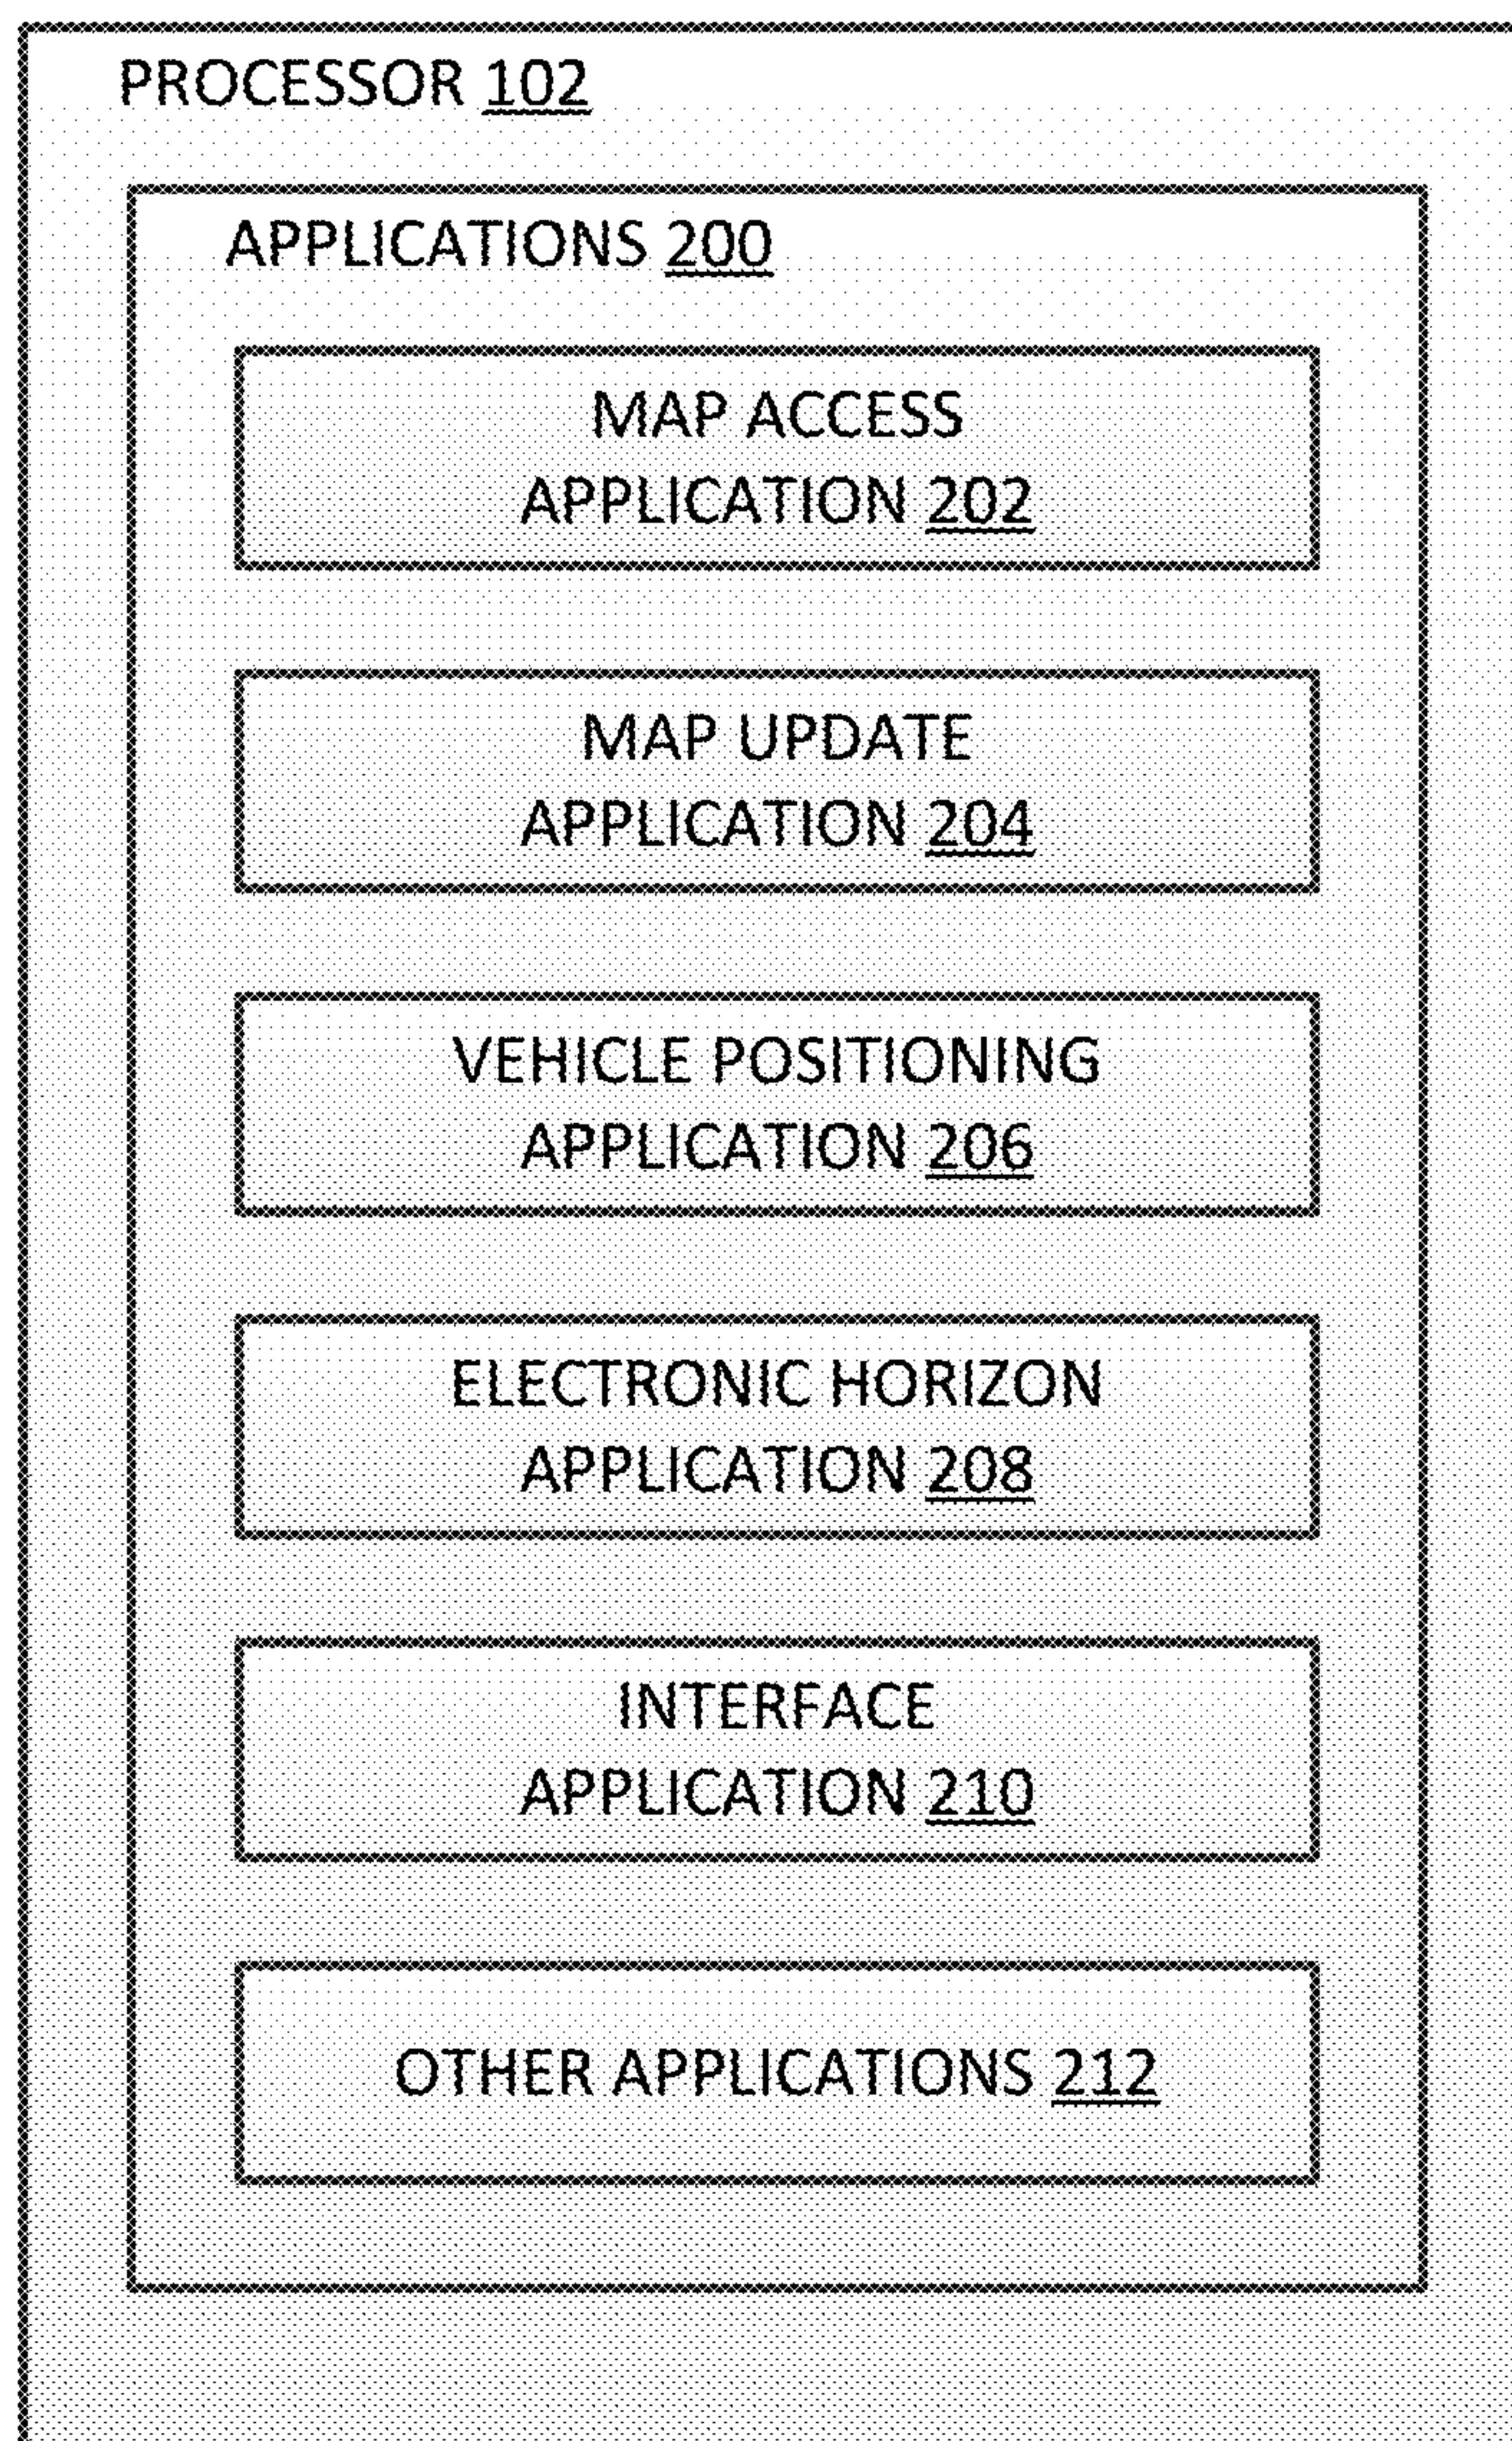 PROCESSOR 102
APPLICATIONS 200
MAP ACCESS
APPLICATION 202
MAP UPDATE
APPLICATION 204
VEHICLE POSITIONING
APPLICATION 206
ELECTRONIC HORIZON
APPLICATION 208
INTERFACE
APPLICATION 210
OTHER APPLICATIONS 212